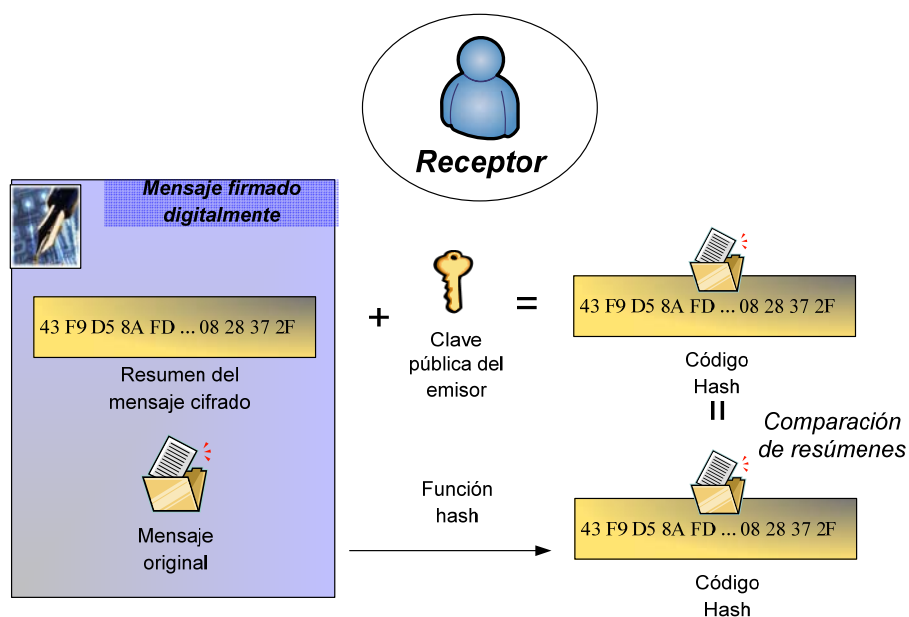 Receptor
Mensaje firmado
digitalmente
43 F9 D5 8A FD ... 08 28 37 2F
Resumen del
mensaje cifrado
+
Clave
pública del
emisor
=
43 F9 D5 8A FD ... 08 28 37 2F
Código
Hash
=
Comparación
de resúmenes
Mensaje
original
Función
hash
43 F9 D5 8A FD ... 08 28 37 2F
Código
Hash